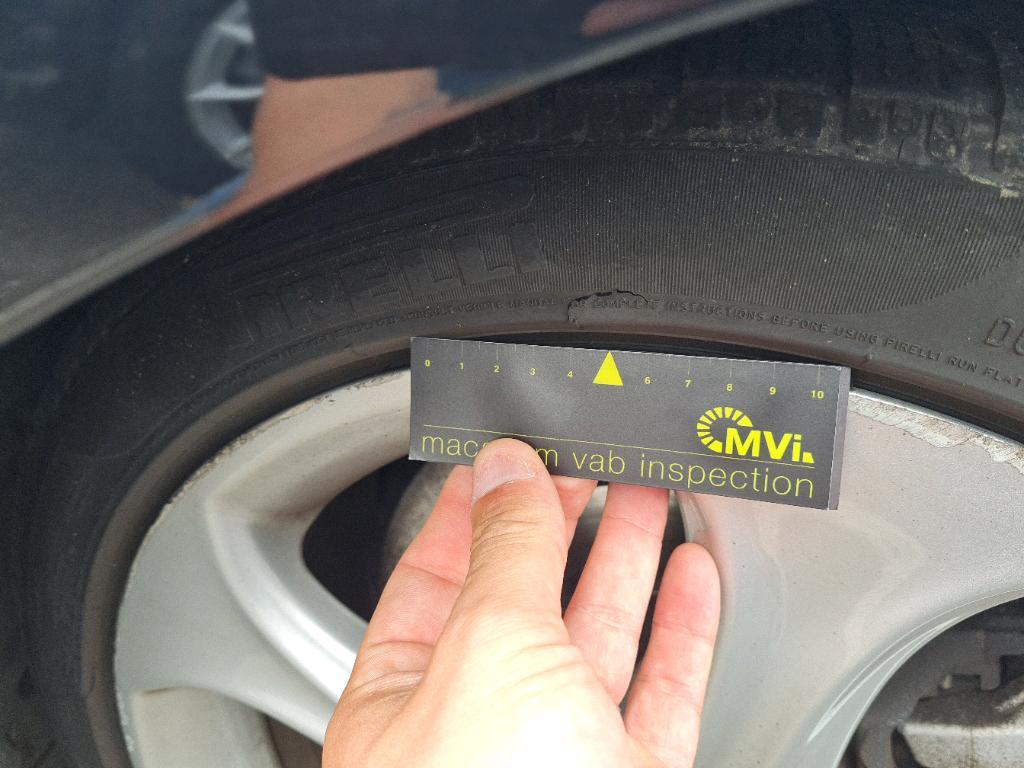 PIRELLI
COMPLETE INSTRUCTIONS BEFORE USING PIRELLI RUN FLAT
0 1 2 3 4 6 7 8 9 10
MVi
vab inspection